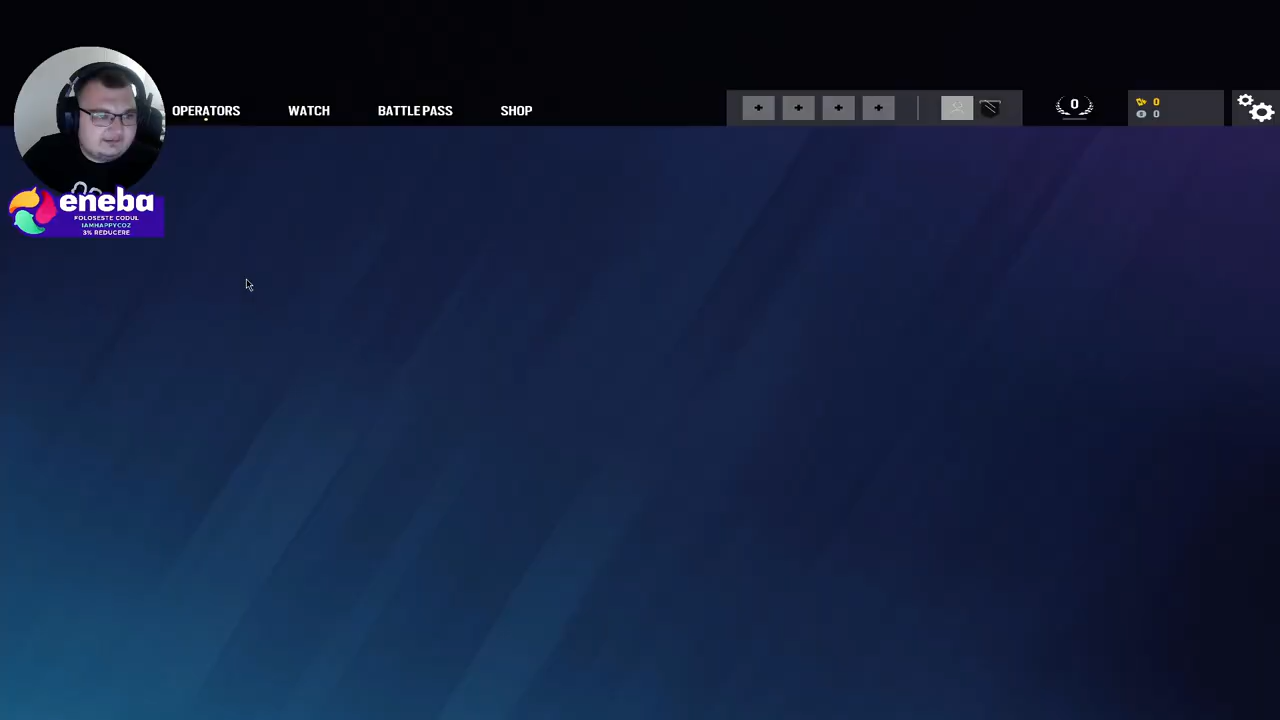 OPERATORS WATCH BATTLE PASS SHOP
+ + + +
0
0
0
eneba
FOLOSESTE CODUL
IAMHAPPYCOZ
3% REDUCERE